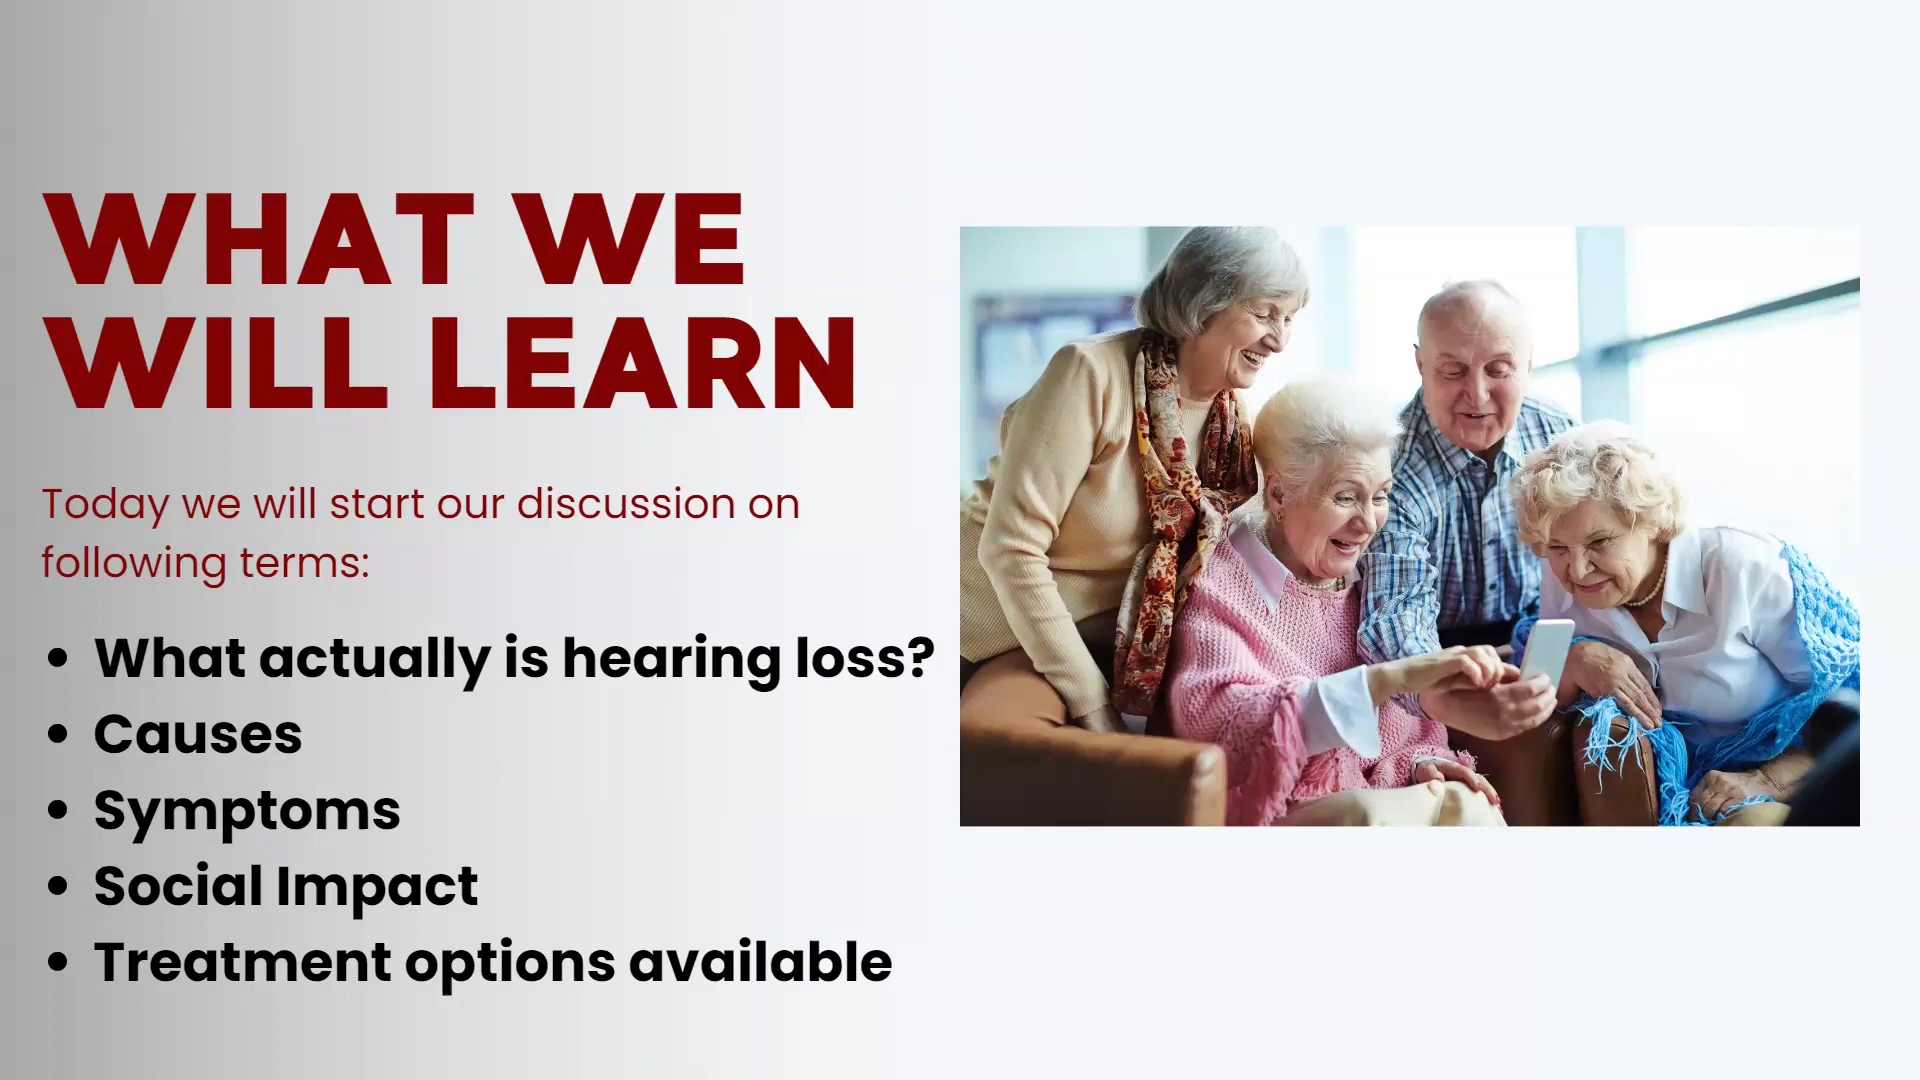 WHAT WE
WILL LEARN
Today we will start our discussion on
following terms:
• What actually is hearing loss?
• Causes
• Symptoms
• Social Impact
• Treatment options available